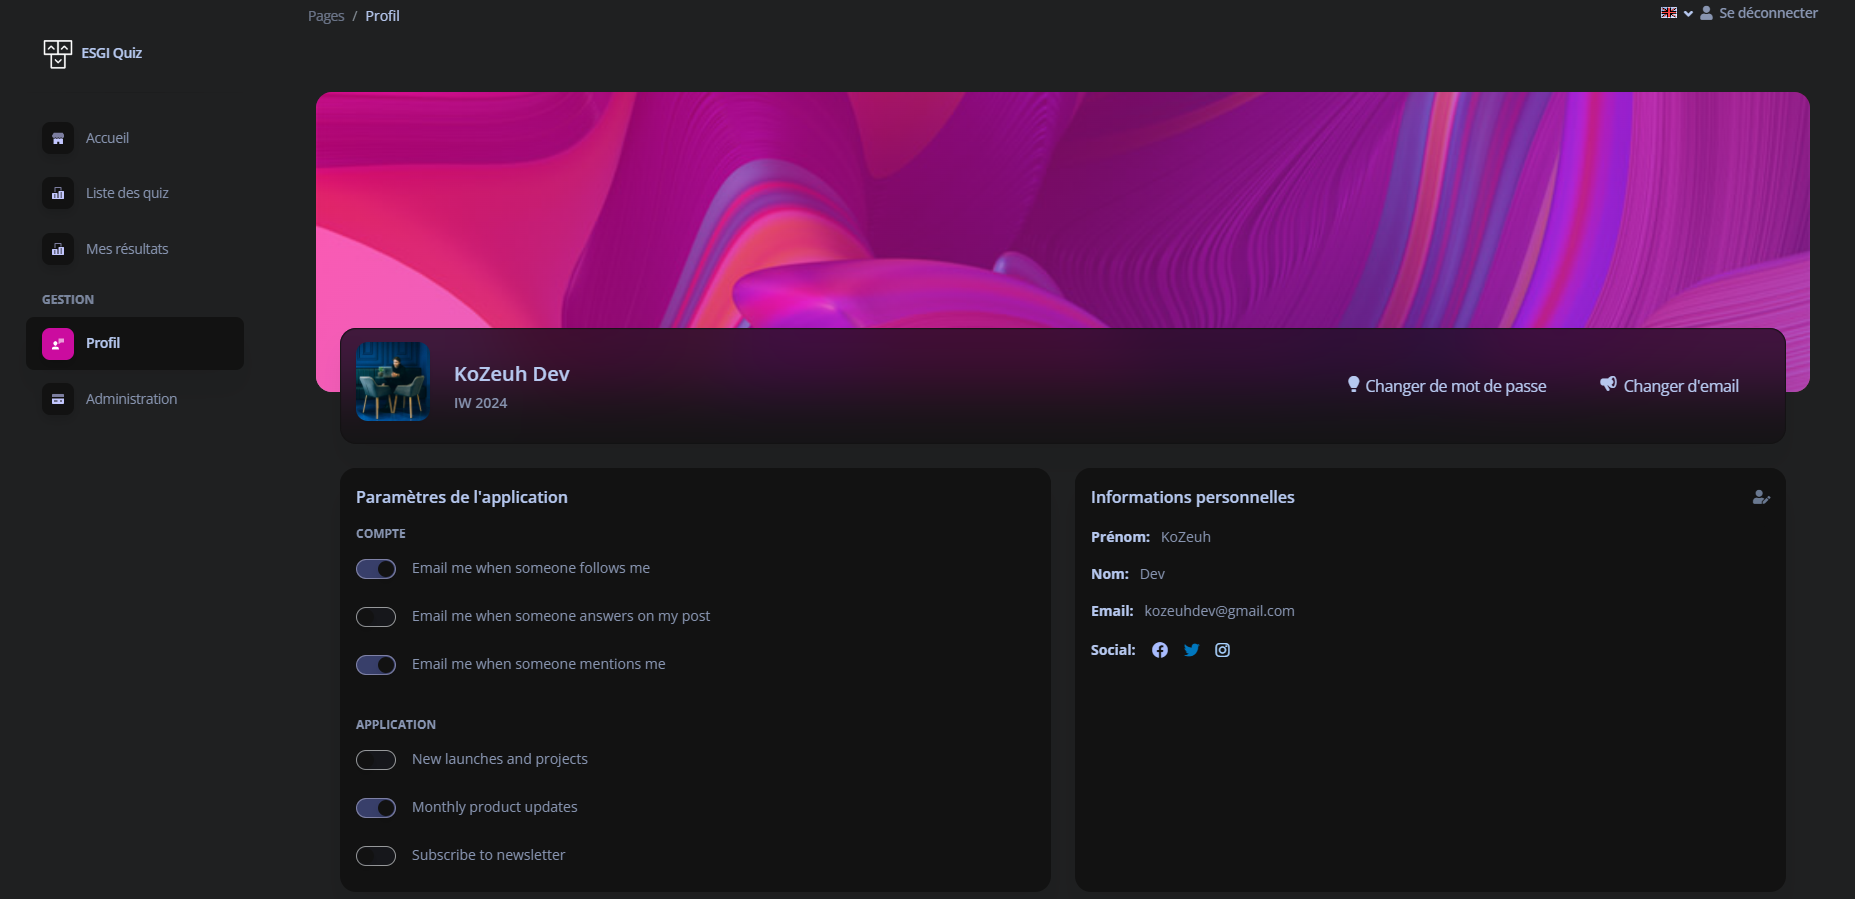 Pages / Profil
Se déconnecter
ESGI Quiz
Accueil
Liste des quiz
Mes résultats
GESTION
Profil
Administration
KoZeuh Dev
IW 2024
Changer de mot de passe
Changer d'email
Paramètres de l'application
COMPTE
Email me when someone follows me
Email me when someone answers on my post
Email me when someone mentions me
APPLICATION
New launches and projects
Monthly product updates
Subscribe to newsletter
Informations personnelles
Prénom: KoZeuh
Nom: Dev
Email: kozeuhdev@gmail.com
Social: